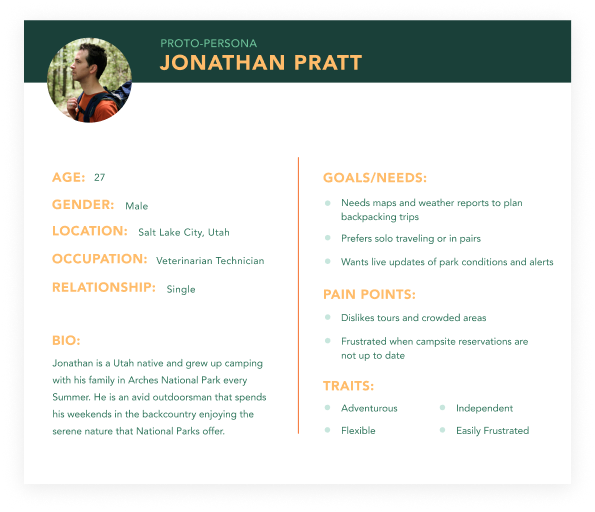 PROTO-PERSONA
JONATHAN PRATT
AGE: 27
GENDER: Male
LOCATION: Salt Lake City, Utah
OCCUPATION: Veterinarian Technician
RELATIONSHIP: Single
BIO:
Jonathan is a Utah native and grew up camping
with his family in Arches National Park every
Summer. He is an avid outdoorsman that spends
his weekends in the backcountry enjoying the
serene nature that National Parks offer.
GOALS/NEEDS:
Needs maps and weather reports to plan
backpacking trips
Prefers solo traveling or in pairs
Wants live updates of park conditions and alerts
PAIN POINTS:
Dislikes tours and crowded areas
Frustrated when campsite reservations are
not up to date
TRAITS:
Adventurous Independent
Flexible Easily Frustrated